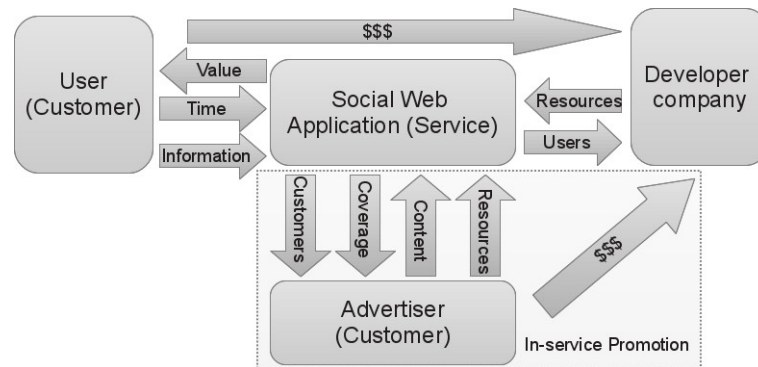 $$$
User
(Customer)
Value
Time
Information
Social Web
Application (Service)
Resources
Users
Developer
company
Customers
Coverage
Content
Resources
$$$
Advertiser
(Customer)
In-service Promotion